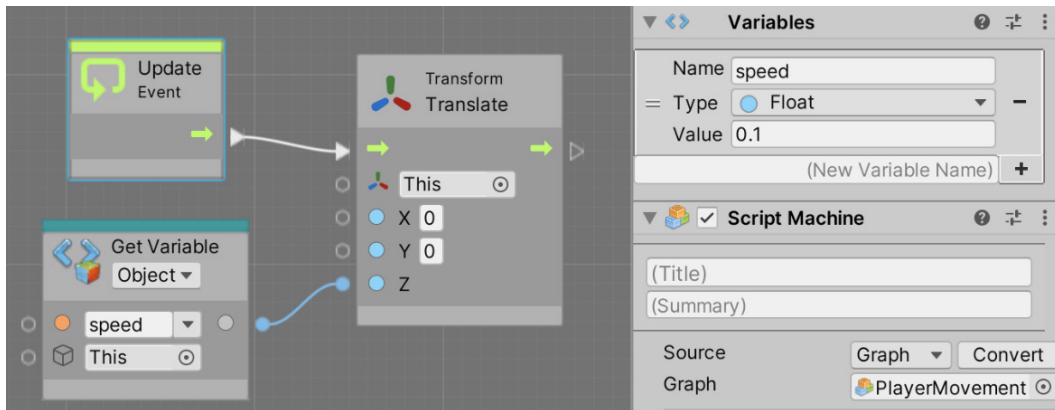 Update
Event
Transform
Translate
This
X 0
Y 0
Z
Get Variable
Object
speed
This
Variables
Name speed
Type Float
Value 0.1
(New Variable Name)
Script Machine
(Title)
(Summary)
Source Graph Convert
Graph PlayerMovement